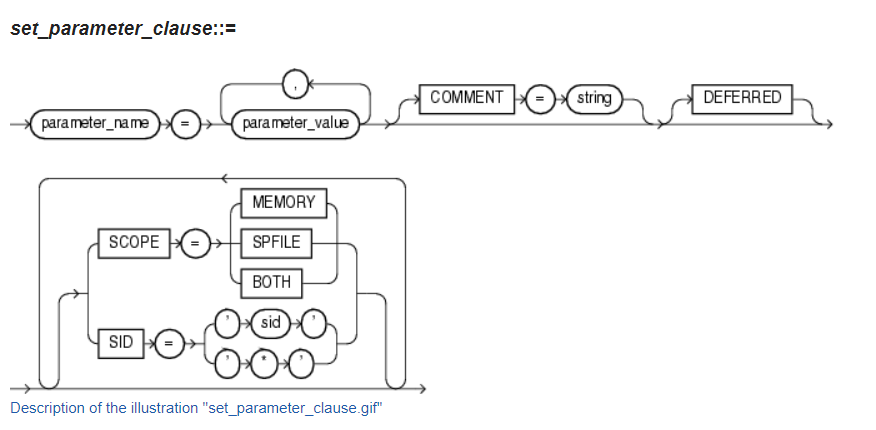 set_parameter_clause::=
,
COMMENT = string DEFERRED
parameter_name = parameter_value
MEMORY
SCOPE = SPFILE
BOTH
' sid '
SID =
' * '
Description of the illustration "set_parameter_clause.gif"